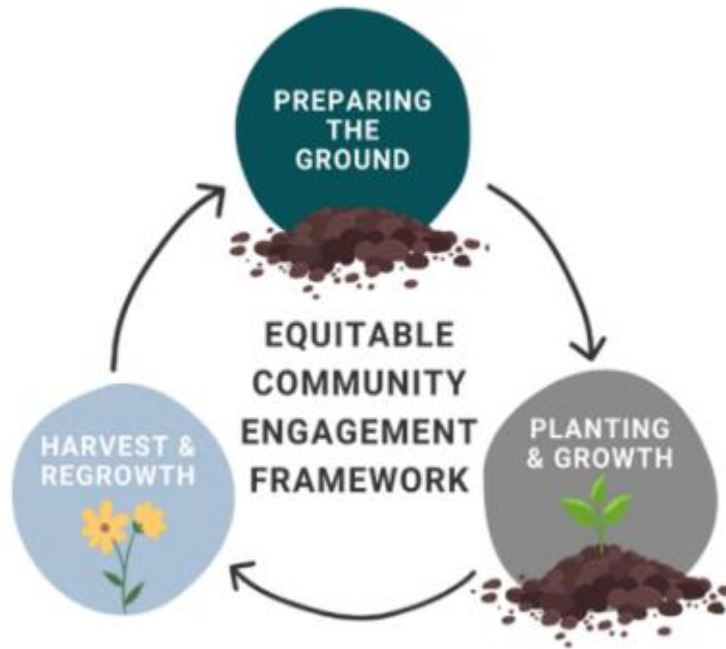 PREPARING
THE
GROUND
EQUITABLE
COMMUNITY
ENGAGEMENT
FRAMEWORK
PLANTING
& GROWTH
HARVEST &
REGROWTH